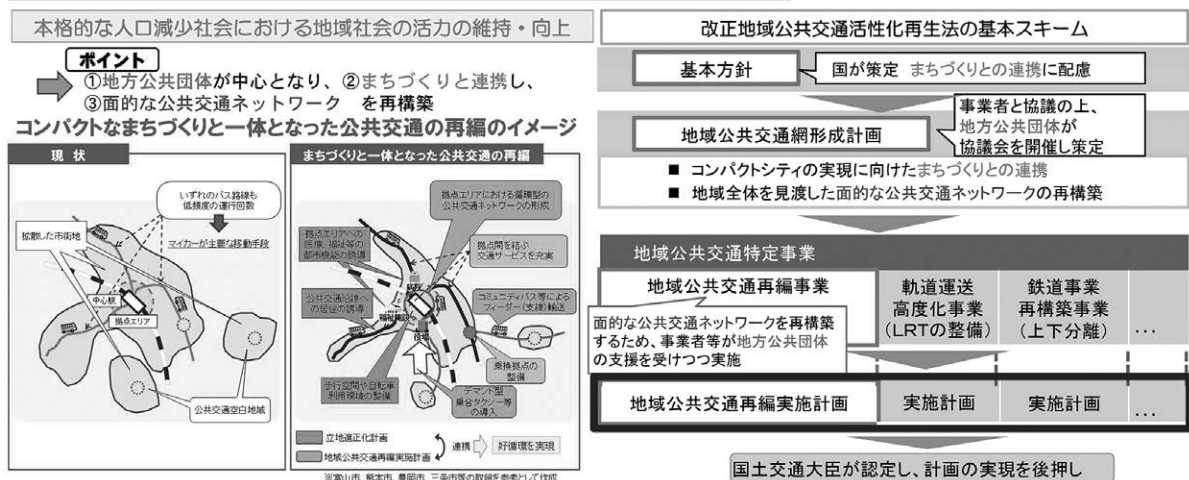 本格的な人口減少社会における地域社会の活力の維持・向上
ポイント
①地方公共団体が中心となり、②まちづくりと連携し、
③面的な公共交通ネットワーク を再構築
コンパクトなまちづくりと一体となった公共交通の再編のイメージ
現 状
いずれのバス路線も
低頻度の運行回数
拡散した市街地
マイカーが主要な移動手段
中心駅
拠点エリア
公共交通空白地域
まちづくりと一体となった公共交通の再編
拠点エリアにおける循環型の
公共交通ネットワークの形成
拠点エリアへの
医療、福祉等の
都市機能の誘導
拠点間を結ぶ
交通サービスを充実
公共交通沿線へ
の居住の誘導
コミュニティバス等による
フィーダー(支線)輸送
福祉施設
役場
乗換拠点の
整備
歩行空間や自転車
利用環境の整備
デマンド型
乗合タクシー等
の導入
立地適正化計画
地域公共交通再編実施計画
連携
好循環を実現
※富山市、熊本市、豊岡市、三条市等の取組を参考として作成
改正地域公共交通活性化再生法の基本スキーム
基本方針
国が策定 まちづくりとの連携に配慮
地域公共交通網形成計画
事業者と協議の上、
地方公共団体が
協議会を開催し策定
■ コンパクトシティの実現に向けたまちづくりとの連携
■ 地域全体を見渡した面的な公共交通ネットワークの再構築
地域公共交通特定事業
地域公共交通再編事業
軌道運送
高度化事業
(LRTの整備)
鉄道事業
再構築事業
(上下分離)
…
面的な公共交通ネットワークを再構築
するため、事業者等が地方公共団体
の支援を受けつつ実施
地域公共交通再編実施計画
実施計画
実施計画
…
国土交通大臣が認定し、計画の実現を後押し